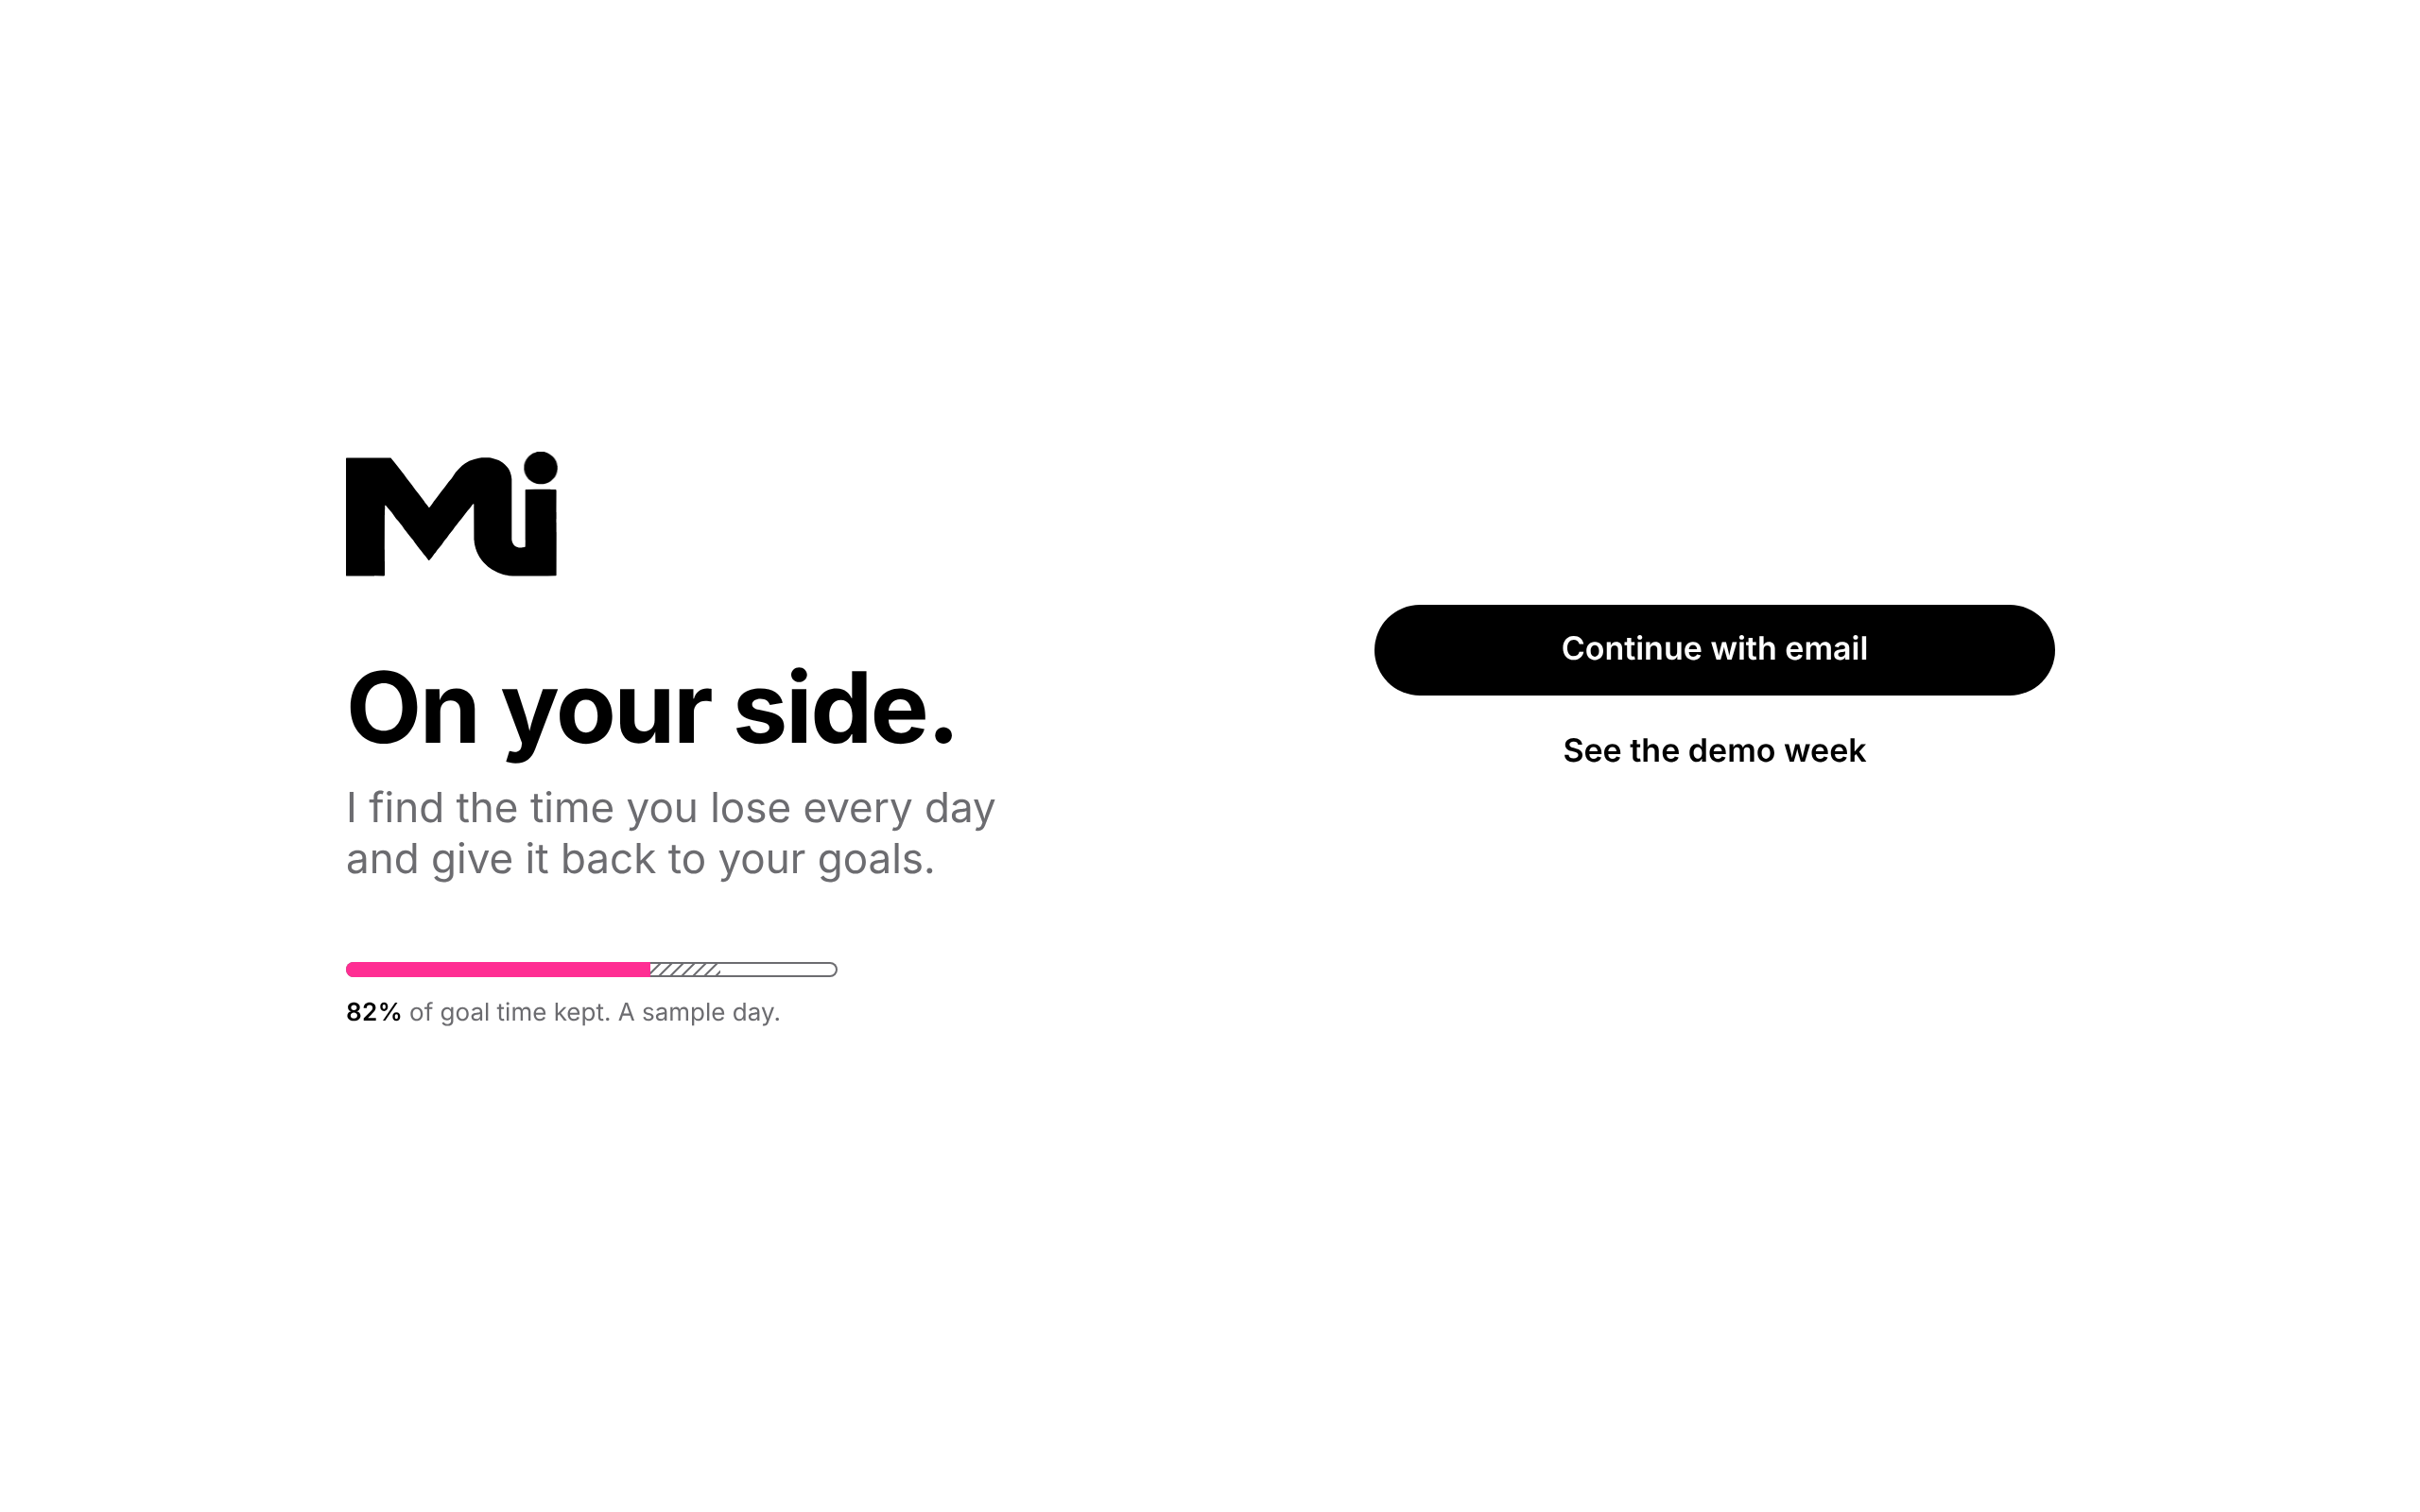 Mi
On your side.
I find the time you lose every day
and give it back to your goals.
82% of goal time kept. A sample day.
Continue with email
See the demo week